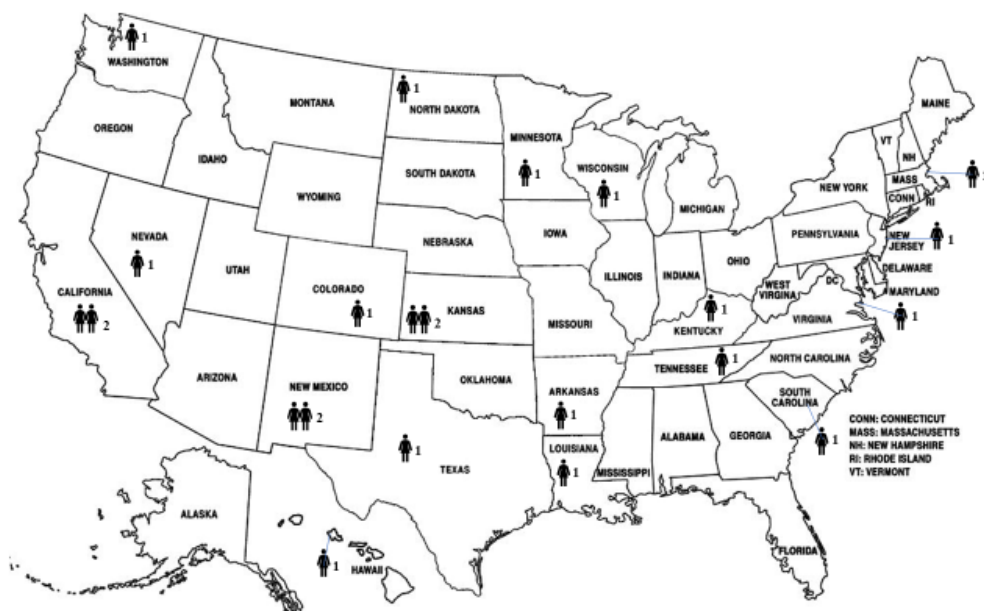 1
WASHINGTON
MONTANA
1
NORTH DAKOTA
MAINE
OREGON
IDAHO
MINNESOTA
1
WISCONSIN
1
VT
NH
MASS
1
CONN
RI
NEW YORK
SOUTH DAKOTA
WYOMING
MICHIGAN
NEVADA
1
NEBRASKA
IOWA
PENNSYLVANIA
NEW
JERSEY
1
UTAH
COLORADO
1
KANSAS
2
ILLINOIS
INDIANA
OHIO
DELAWARE
MARYLAND
DC
WEST
VIRGINIA
CALIFORNIA
2
MISSOURI
1
KENTUCKY
VIRGINIA
1
ARIZONA
NEW MEXICO
2
OKLAHOMA
ARKANSAS
1
TENNESSEE
1
NORTH CAROLINA
SOUTH
CAROLINA
1
CONN: CONNECTICUT
MASS: MASSACHUSETTS
NH: NEW HAMPSHIRE
RI: RHODE ISLAND
VT: VERMONT
1
TEXAS
LOUISIANA
1
MISSISSIPPI
ALABAMA
GEORGIA
ALASKA
1
HAWAII
FLORIDA